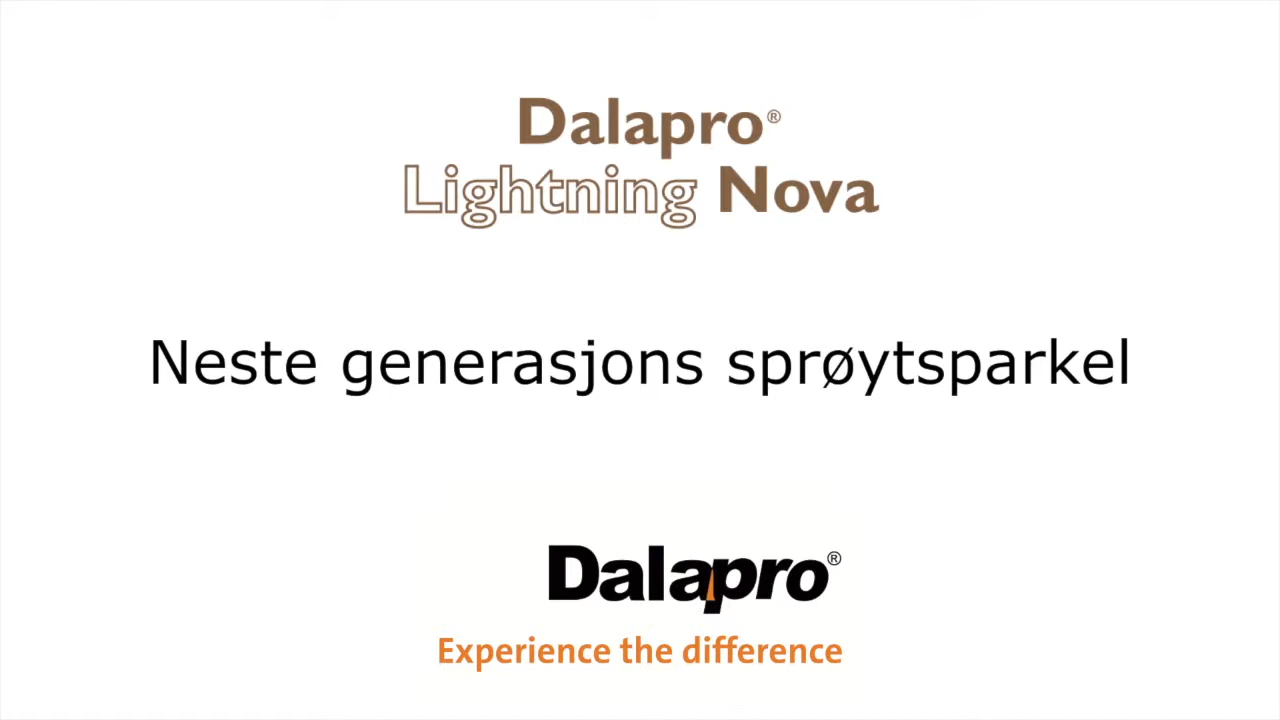 Dalapro®
Lightning Nova
Neste generasjons sprøytsparkel
Dalapro®
Experience the difference